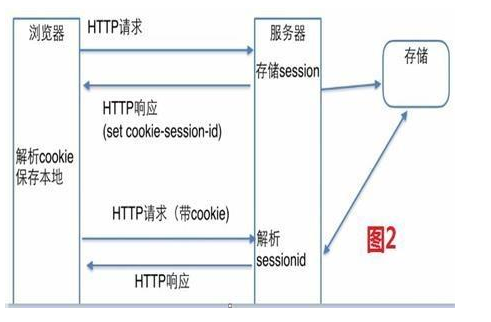 浏览器
HTTP请求
服务器
存储session
存储
HTTP响应
(set cookie-session-id)
解析cookie
保存本地
HTTP请求（带cookie)
解析
sessionid
HTTP响应
图2